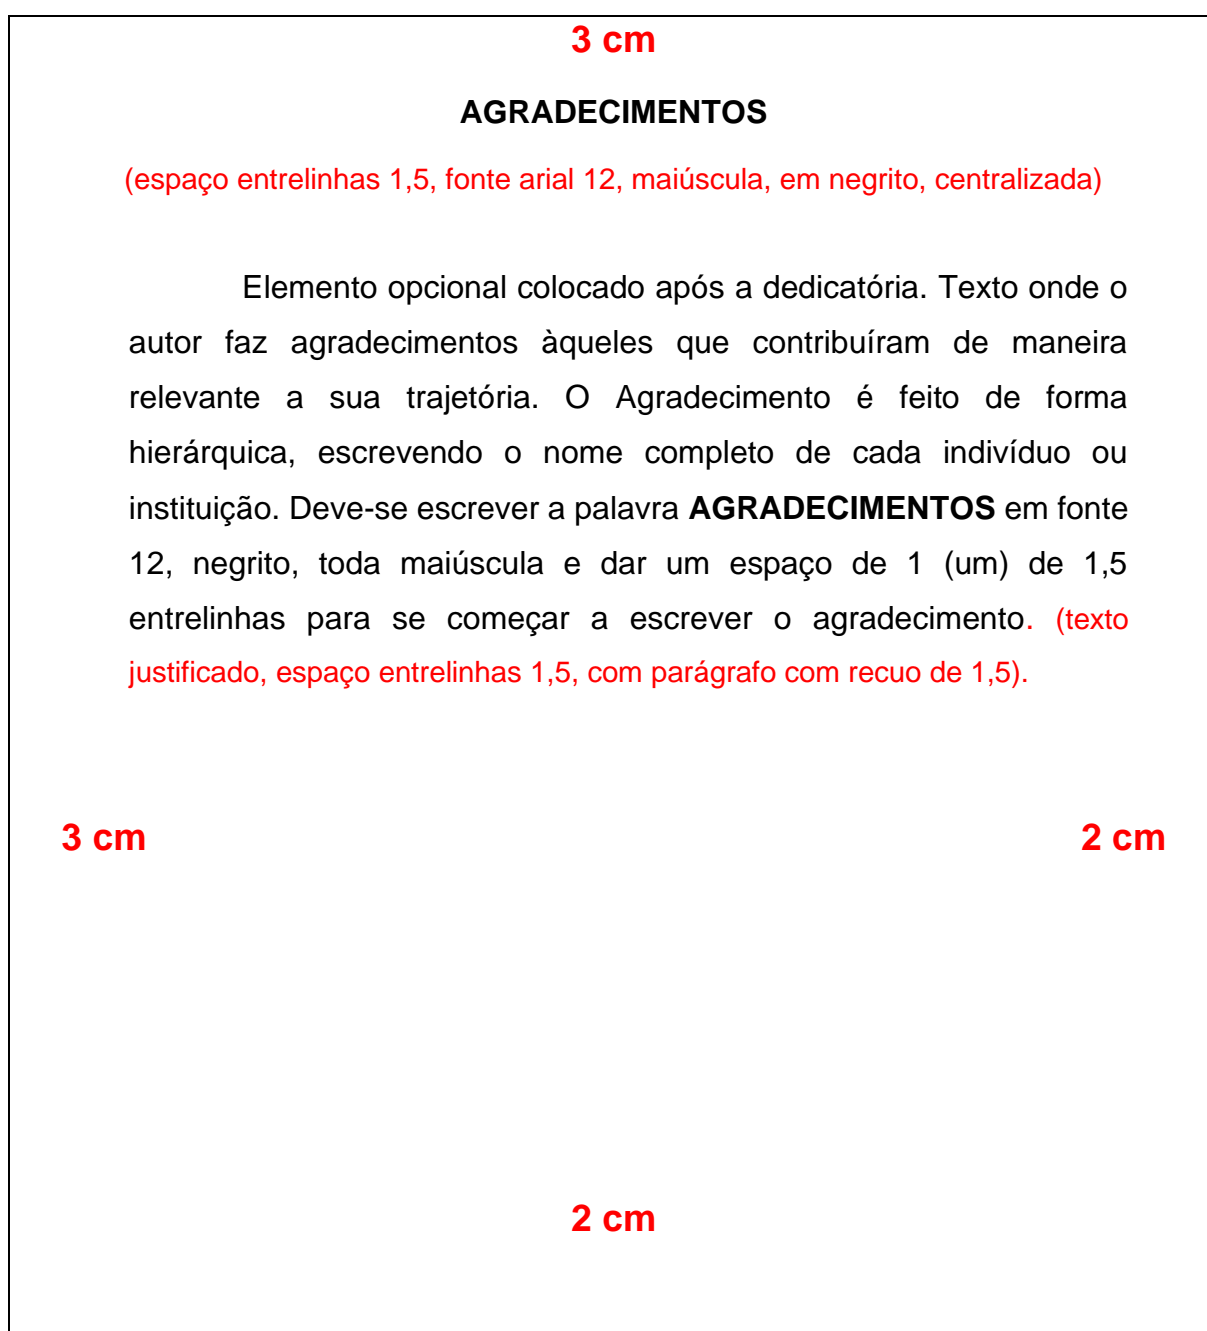 3 cm
AGRADECIMENTOS
(espaço entrelinhas 1,5, fonte arial 12, maiúscula, em negrito, centralizada)
Elemento opcional colocado após a dedicatória. Texto onde o
autor faz agradecimentos àqueles que contribuíram de maneira
relevante a sua trajetória. O Agradecimento é feito de forma
hierárquica, escrevendo o nome completo de cada indivíduo ou
instituição. Deve-se escrever a palavra AGRADECIMENTOS em fonte
12, negrito, toda maiúscula e dar um espaço de 1 (um) de 1,5
entrelinhas para se começar a escrever o agradecimento. (texto
justificado, espaço entrelinhas 1,5, com parágrafo com recuo de 1,5).
3 cm
2 cm
2 cm